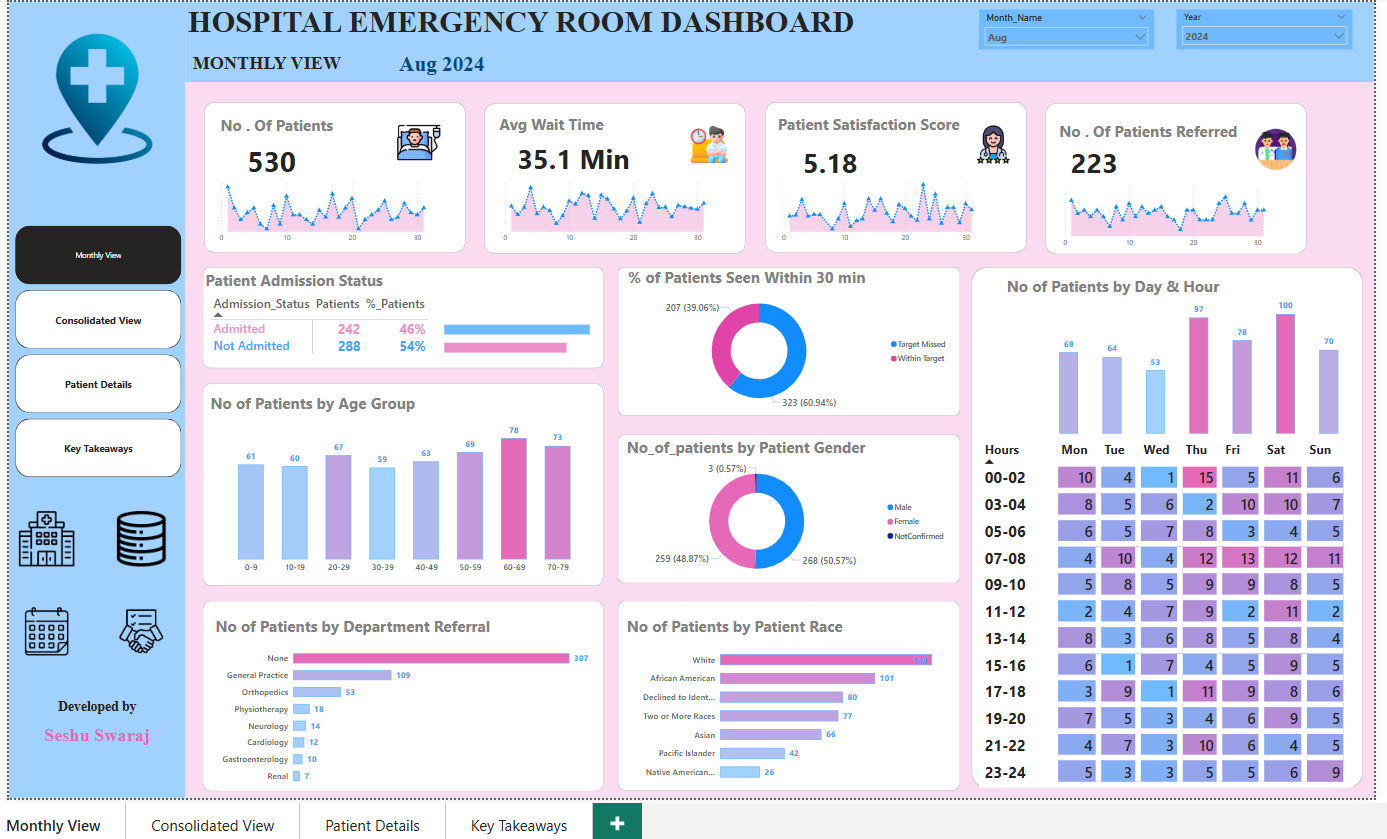 HOSPITAL EMERGENCY ROOM DASHBOARD
MONTHLY VIEW
Aug 2024
Month_Name
Aug
Year
2024
Monthly View
Consolidated View
Patient Details
Key Takeaways
Developed by
Seshu Swaraj
No . Of Patients
530
0 10 20 30
Avg Wait Time
35.1 Min
0 10 20 30
Patient Satisfaction Score
5.18
0 10 20 30
No . Of Patients Referred
223
0 10 20 30
Patient Admission Status
Admission_Status Patients %_Patients
Admitted 242 46%
Not Admitted 288 54%
% of Patients Seen Within 30 min
207 (39.06%)
323 (60.94%)
Target Missed
Within Target
No of Patients by Age Group
61 60 67 59 63 69 78 73
0-9 10-19 20-29 30-39 40-49 50-59 60-69 70-79
No_of_patients by Patient Gender
3 (0.57%)
259 (48.87%)
268 (50.57%)
Male
Female
NotConfirmed
No of Patients by Department Referral
None 307
General Practice 109
Orthopedics 53
Physiotherapy 18
Neurology 14
Cardiology 12
Gastroenterology 10
Renal 7
No of Patients by Patient Race
White
African American 101
Declined to Ident... 80
Two or More Races 77
Asian 66
Pacific Islander 42
Native American... 26
No of Patients by Day & Hour
68 64 53 97 78 100 70
Hours Mon Tue Wed Thu Fri Sat Sun
00-02 10 4 1 15 5 11 6
03-04 8 5 6 2 10 10 7
05-06 6 5 7 8 3 4 5
07-08 4 10 4 12 13 12 11
09-10 5 8 5 9 9 8 5
11-12 2 4 7 9 2 11 2
13-14 8 3 6 8 5 8 4
15-16 6 1 7 4 5 9 5
17-18 3 9 1 11 9 8 6
19-20 7 5 3 4 6 9 5
21-22 4 7 3 10 6 4 5
23-24 5 3 3 5 5 6 9
Monthly View
Consolidated View
Patient Details
Key Takeaways
+